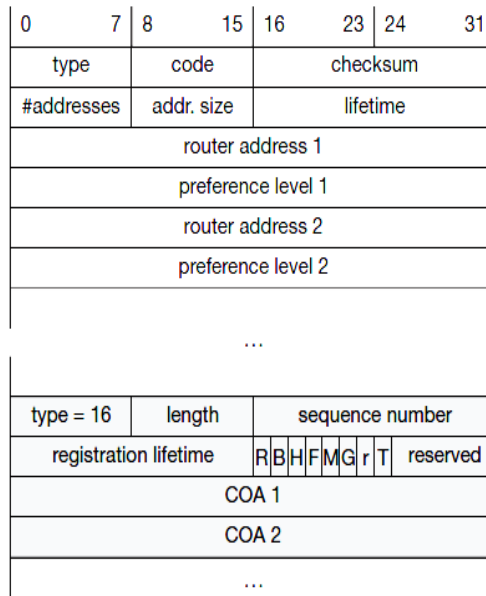 0 7 8 15 16 23 24 31
type code checksum
#addresses addr. size lifetime
router address 1
preference level 1
router address 2
preference level 2
...
type = 16 length sequence number
registration lifetime R B H F M G r T reserved
COA 1
COA 2
...